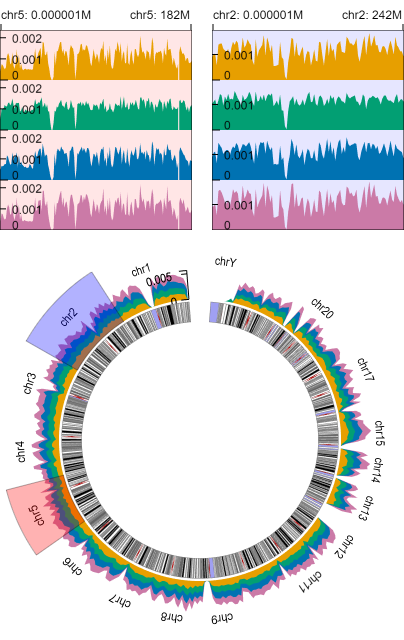 chr5: 0.000001M chr5: 182M chr2: 0.000001M chr2: 242M
0.002
0.001
0
0.001
0
0.002
0.001
0
0.001
0
0.002
0.001
0
0.001
0
0.002
0.001
0
0.001
0
chrY
chr1
0.005
0
chr2
chr20
chr3
chr17
chr4
chr15
chr14
chr5
chr13
chr6
chr12
chr11
chr7
chr8
chr9